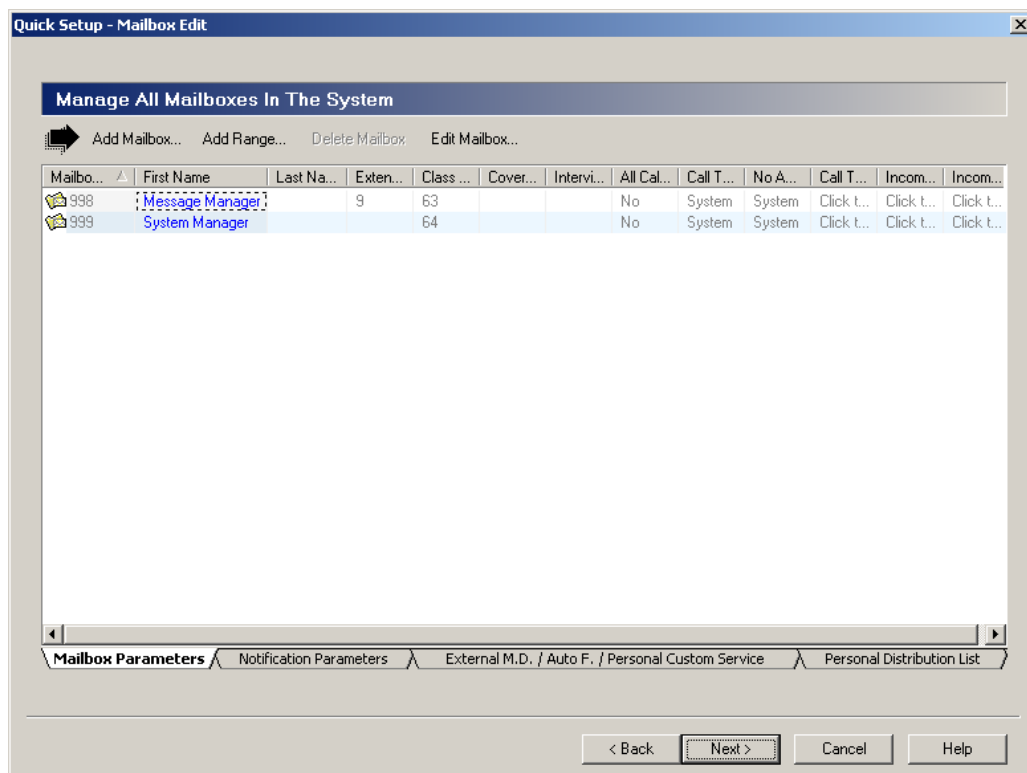 Quick Setup - Mailbox Edit
Manage All Mailboxes In The System
Add Mailbox... Add Range... Delete Mailbox Edit Mailbox...
Mailbo... First Name Last Na... Exten... Class ... Cover... Intervi... All Cal... Call T... No A... Call T... Incom... Incom...
998 Message Manager 9 63 No System System Click t... Click t... Click t...
999 System Manager 64 No System System Click t... Click t... Click t...
Mailbox Parameters Notification Parameters External M.D. / Auto F. / Personal Custom Service Personal Distribution List
< Back Next > Cancel Help